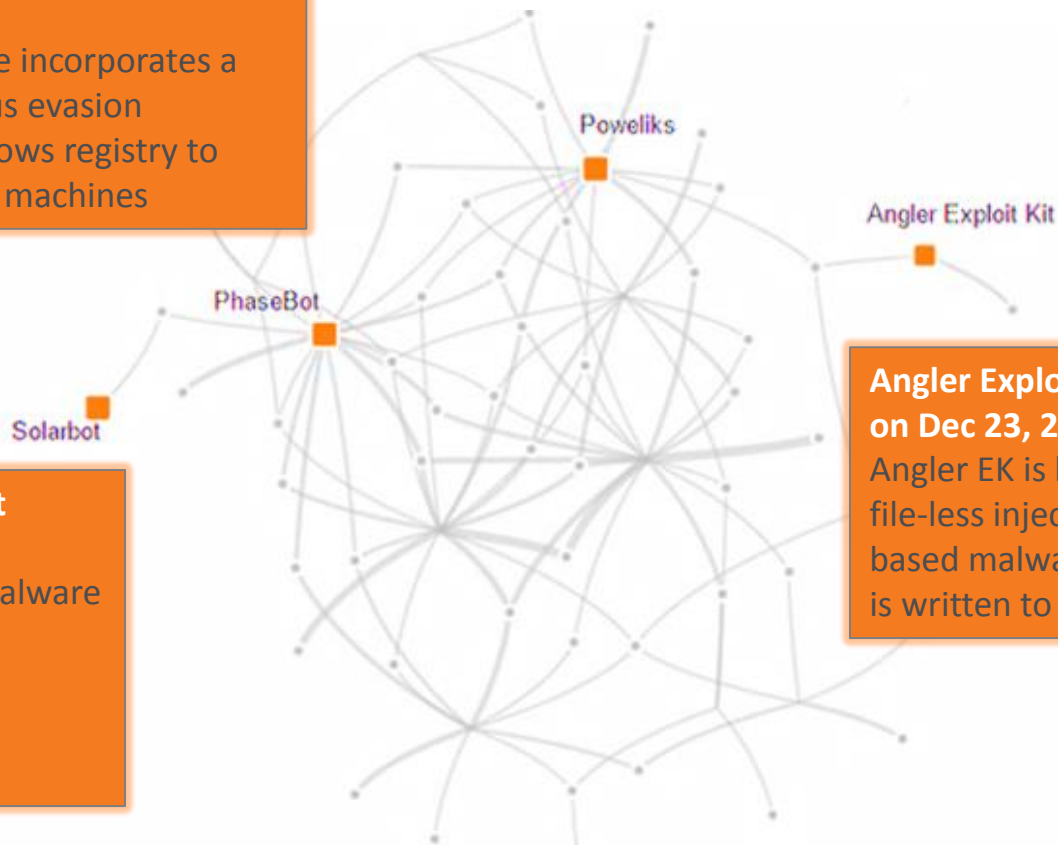 e incorporates a
us evasion
ows registry to
machines
Poweliks
Angler Exploit Kit
PhaseBot
Solarbot
Angler Explo
on Dec 23, 2
Angler EK is
file-less injec
based malwa
is written to
t
alware